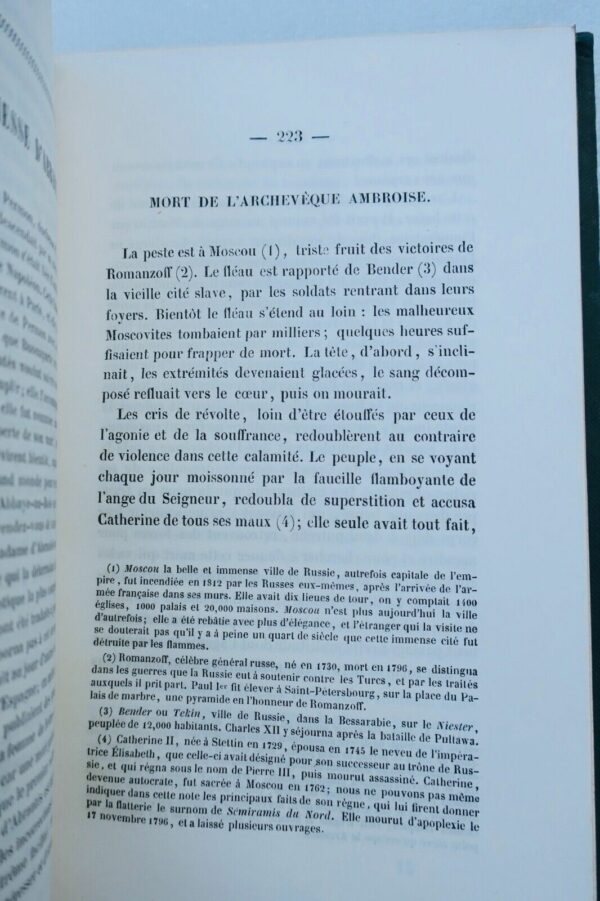 — 223 —
MORT DE L'ARCHEVÊQUE AMBROISE.
La peste est à Moscou (1), triste fruit des victoires de
Romanzoff (2). Le fléau est rapporté de Bender (3) dans
la vieille cité slave, par les soldats rentrant dans leurs
foyers. Bientôt le fléau s'étend au loin : les malheureux
Moscovites tombaient par milliers ; quelques heures suf-
fisaient pour frapper de mort. La tête, d'abord, s'incli-
nait, les extrémités devenaient glacées, le sang décom-
posé refluait vers le cœur, puis on mourait.
Les cris de révolte, loin d'être étouffés par ceux de
l'agonie et de la souffrance, redoublèrent au contraire
de violence dans cette calamité. Le peuple, en se voyant
chaque jour moissonné par la faucille flamboyante de
l'ange du Seigneur, redoubla de superstition et accusa
Catherine de tous ses maux (4); elle seule avait tout fait,
(1) Moscou la belle et immense ville de Russie, autrefois capitale de l'em-
pire, fut incendiée en 1812 par les Russes eux-mêmes, après l'arrivée de l'ar-
mée française dans ses murs. Elle avait dix lieues de tour, on y comptait 1400
églises, 1000 palais et 20,000 maisons. Moscou n'est plus aujourd'hui la ville
d'autrefois; elle a été rebâtie avec plus d'élégance, et l'étranger qui la visite ne
se douterait pas qu'il y a à peine un quart de siècle que cette immense cité fut
détruite par les flammes.
(2) Romanzoff, célèbre général russe, né en 1730, mort en 1796, se distingua
dans les guerres que la Russie eut à soutenir contre les Turcs, et par les traités
auxquels il prit part. Paul Ier fit élever à Saint-Pétersbourg, sur la place du Pa-
lais de marbre, une pyramide en l'honneur de Romanzoff.
(3) Bender ou Tékin, ville de Russie, dans la Bessarabie, sur le Niester,
peuplée de 12,000 habitants. Charles XII y séjourna après la bataille de Pultawa.
(4) Catherine II, née à Stettin en 1729, épousa en 1745 le neveu de l'impéra-
trice Élisabeth, que celle-ci avait désigné pour son successeur au trône de Rus-
sie, et qui régna sous le nom de Pierre III, puis mourut assassiné. Catherine,
devenue autocrate, fut sacrée à Moscou en 1762; nous ne pouvons pas même
indiquer dans cette note les principaux faits de son règne, qui lui firent donner
par la flatterie le surnom de Sémiramis du Nord. Elle mourut d'apoplexie le
17 novembre 1796, et a laissé plusieurs ouvrages.